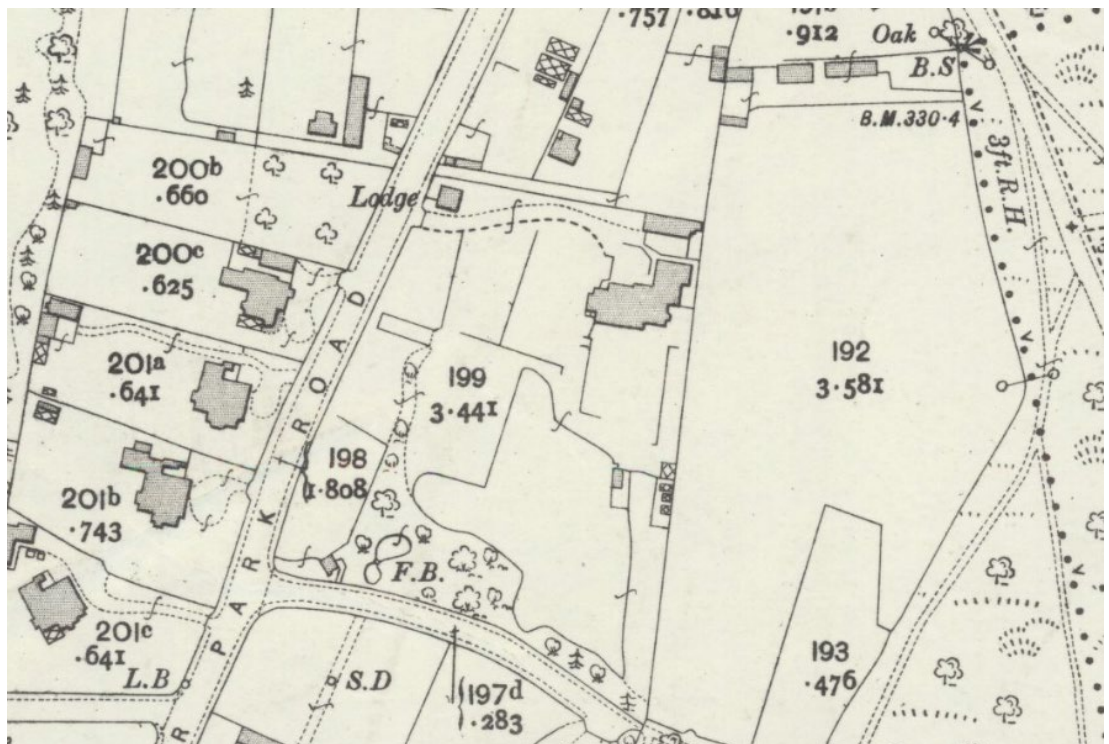 .757
.912
Oak
B.S
B.M.330.4
3ft.R.H.
200b
.660
Lodge
200c
.625
201a
.641
199
3.441
192
3.581
198
1.808
201b
.743
F.B.
PARK ROAD
201c
.641
L.B
S.D
197d
.283
193
.476
R